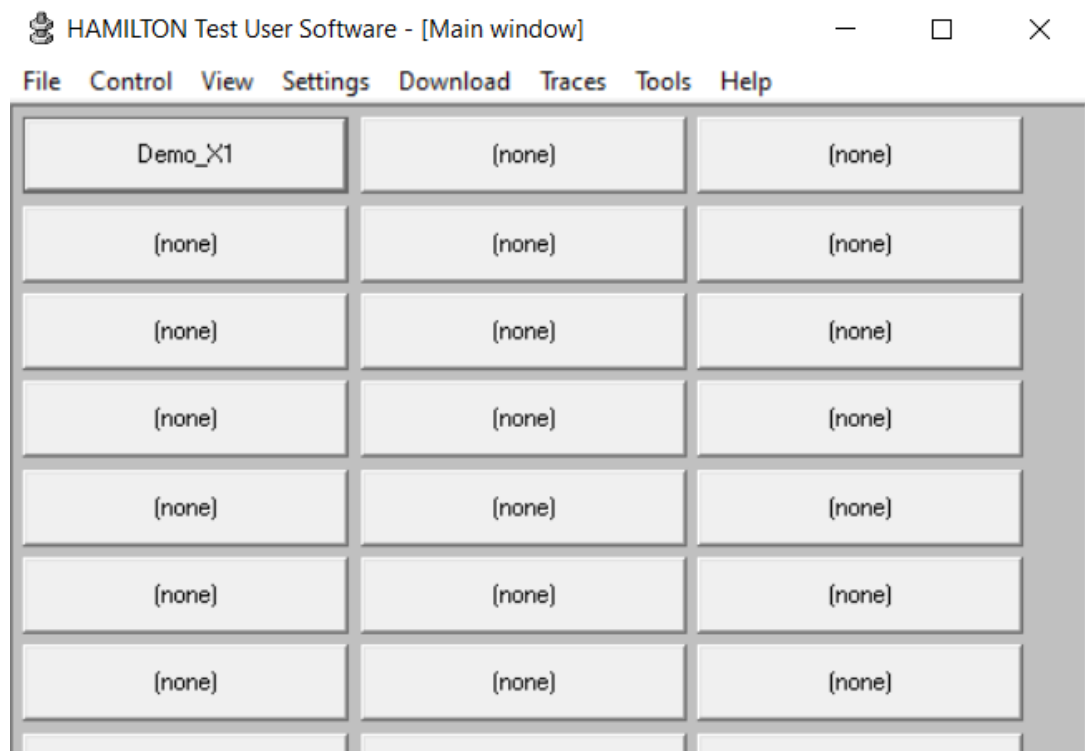 HAMILTON Test User Software - [Main window]
File Control View Settings Download Traces Tools Help
Demo_X1 (none) (none)
(none) (none) (none)
(none) (none) (none)
(none) (none) (none)
(none) (none) (none)
(none) (none) (none)
(none) (none) (none)